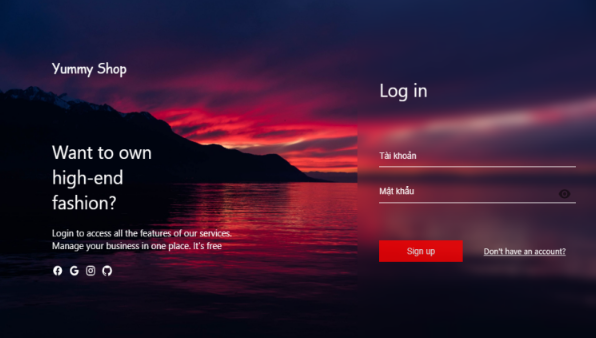 Yummy Shop
Want to own
high-end
fashion?
Login to access all the features of our services.
Manage your business in one place. It's free
Log in
Tài khoản
Mật khẩu
Sign up
Don't have an account?